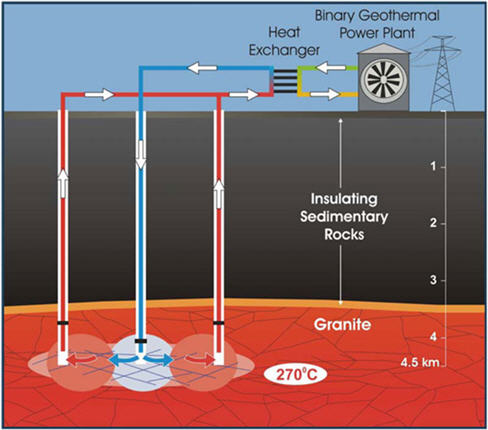 Heat
Exchanger
Binary Geothermal
Power Plant
Insulating
Sedimentary
Rocks
1
2
3
Granite
4
4.5 km
270°C